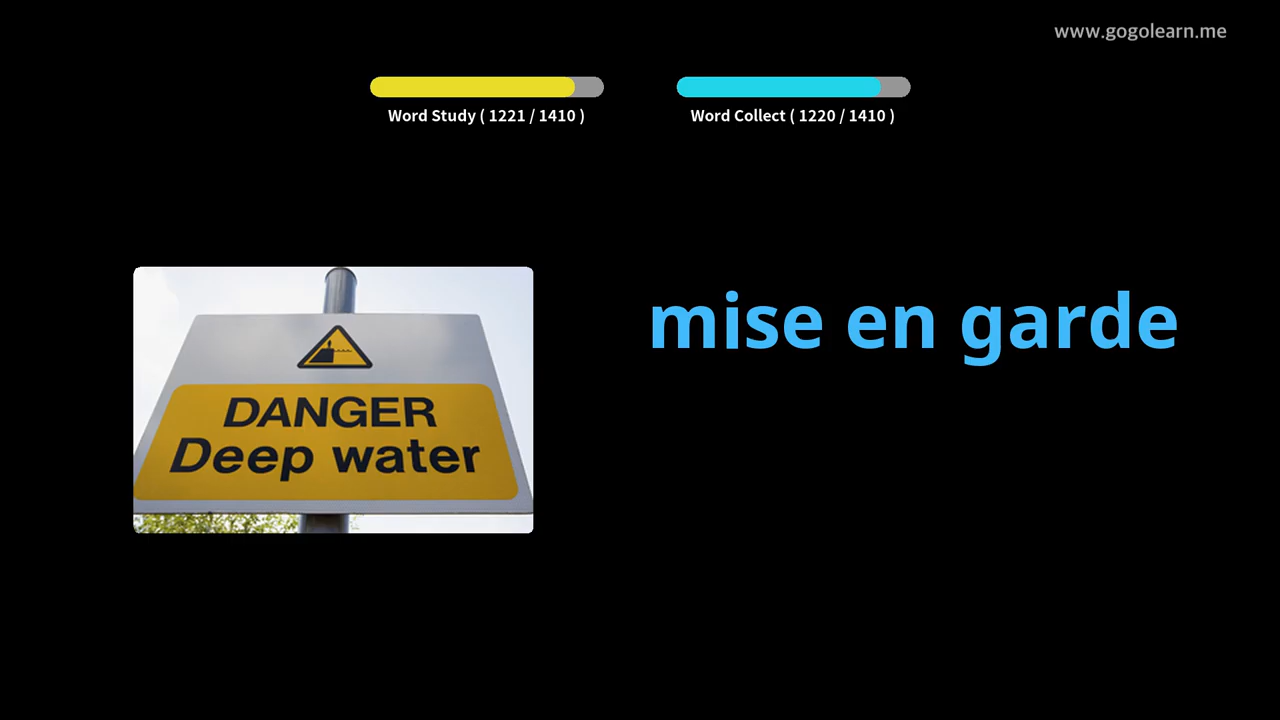 www.gogolearn.me
Word Study ( 1221 / 1410 )
Word Collect ( 1220 / 1410 )
mise en garde
DANGER
Deep water